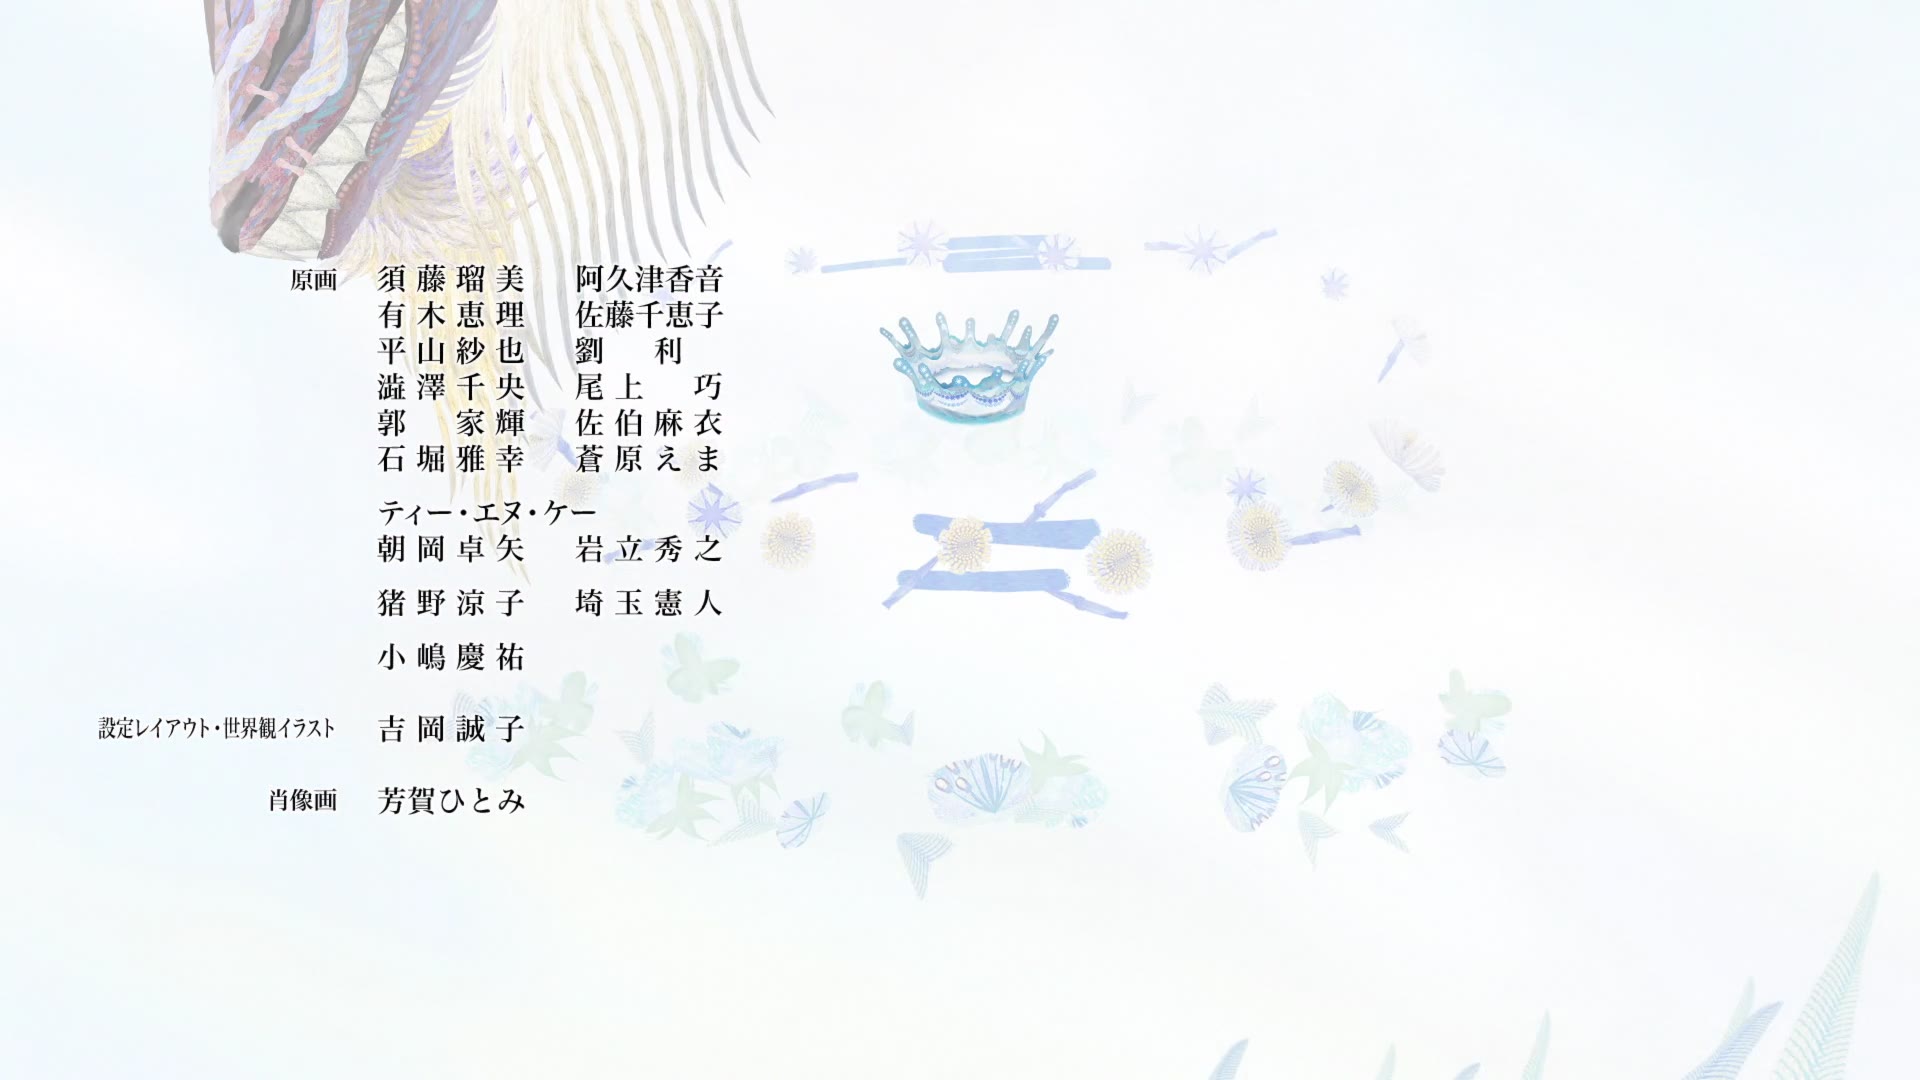 原画 須藤瑠美 阿久津香音
有木恵理 佐藤千恵子
平山紗也 劉利
澁澤千央 尾上巧
郭家輝 佐伯麻衣
石堀雅幸 蒼原えま
ティー・エヌ・ケー
朝岡卓矢 岩立秀之
猪野涼子 埼玉憲人
小嶋慶祐
設定レイアウト・世界観イラスト 吉岡誠子
肖像画 芳賀ひとみ